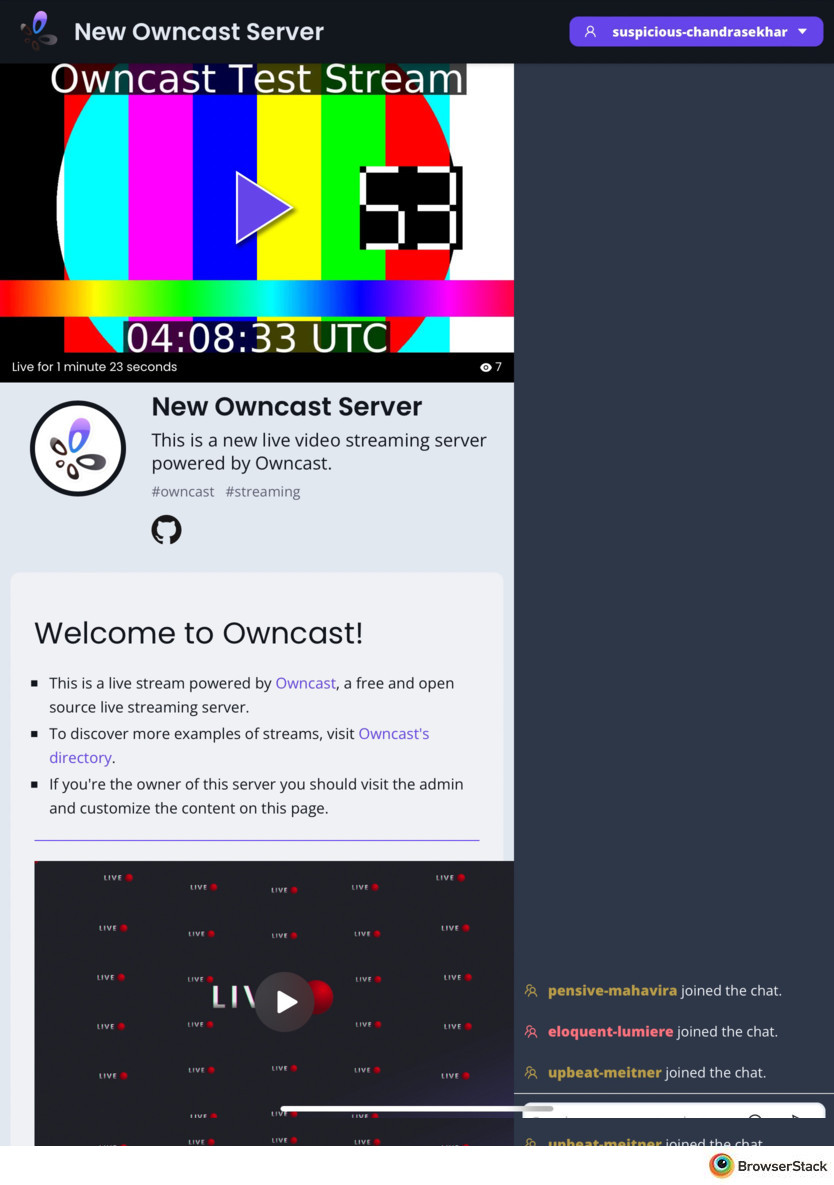 New Owncast Server
suspicious-chandrasekhar
Owncast Test Stream
53
04:08:33 UTC
Live for 1 minute 23 seconds
7
New Owncast Server
This is a new live video streaming server
powered by Owncast.
#owncast #streaming
Welcome to Owncast!
This is a live stream powered by Owncast, a free and open
source live streaming server.
To discover more examples of streams, visit Owncast's
directory.
If you're the owner of this server you should visit the admin
and customize the content on this page.
LIVE LIVE LIVE LIVE LIVE
LIVE LIVE LIVE LIVE LIVE
LIVE LIVE LIVE LIVE
LIVE LIVE LIVE LIVE
LIVE LIVE LIVE LIVE LIVE
LIVE LIVE LIVE
LIVE LIVE LIVE
pensive-mahavira joined the chat.
eloquent-lumiere joined the chat.
upbeat-meitner joined the chat.
upbeat-meitner joined the chat.
BrowserStack